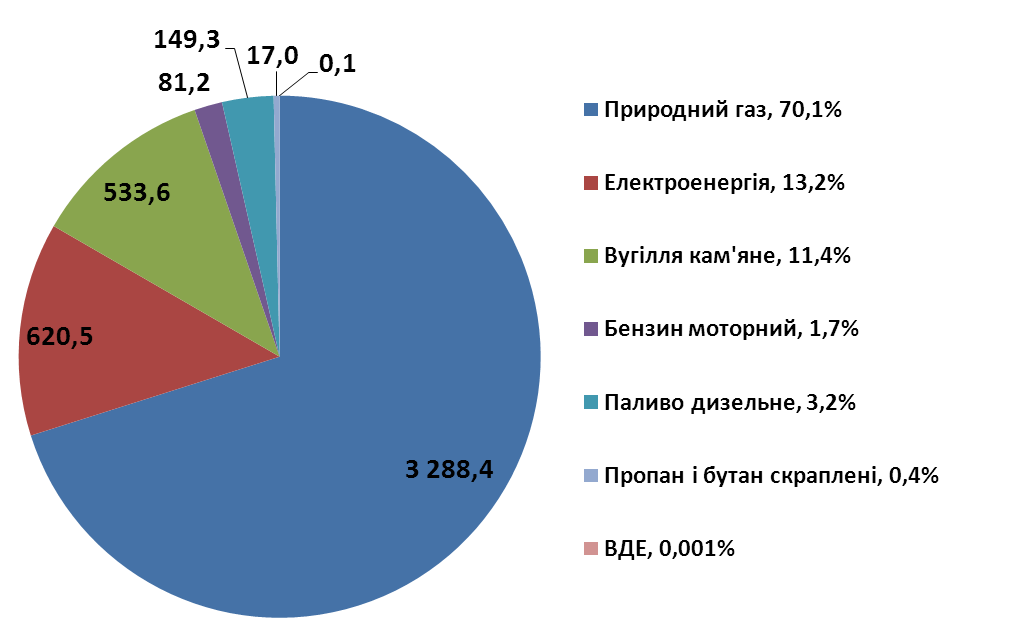 149,3
17,0
0,1
81,2
533,6
620,5
3 288,4
Природний газ, 70,1%
Електроенергія, 13,2%
Вугілля кам'яне, 11,4%
Бензин моторний, 1,7%
Паливо дизельне, 3,2%
Пропан і бутан скраплені, 0,4%
ВДЕ, 0,001%